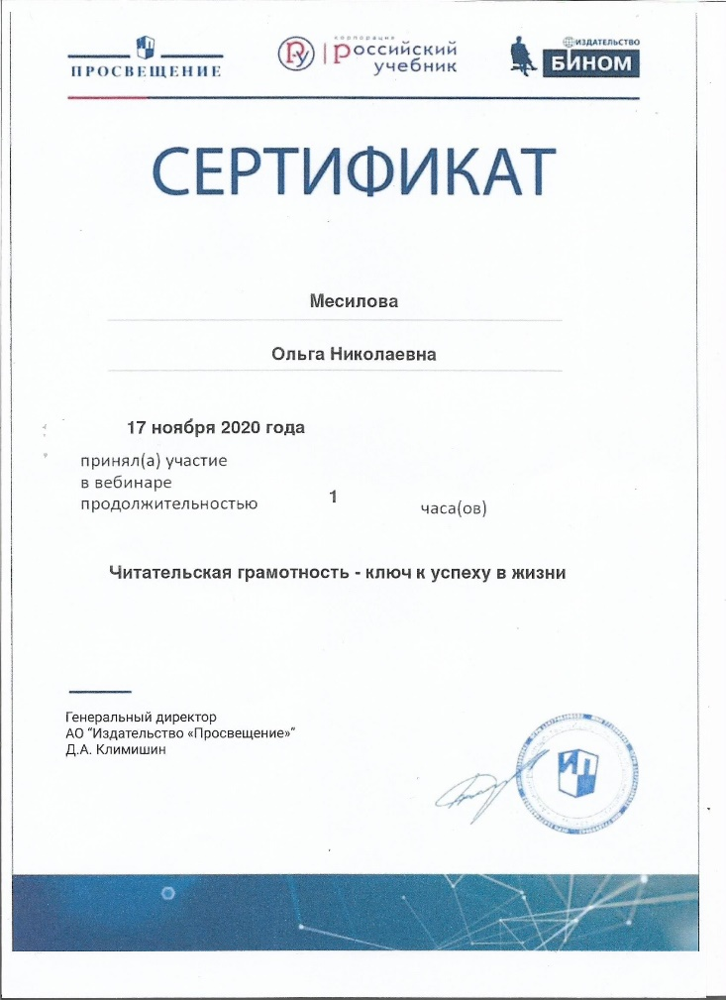 ПРОСВЕЩЕНИЕ
корпорация
российский
учебник
ИЗДАТЕЛЬСТВО
БИНОМ
СЕРТИФИКАТ
Месилова
Ольга Николаевна
17 ноября 2020 года
принял(а) участие
в вебинаре
продолжительностью 1 часа(ов)
Читательская грамотность - ключ к успеху в жизни
Генеральный директор
АО “Издательство «Просвещение»”
Д.А. Климишин